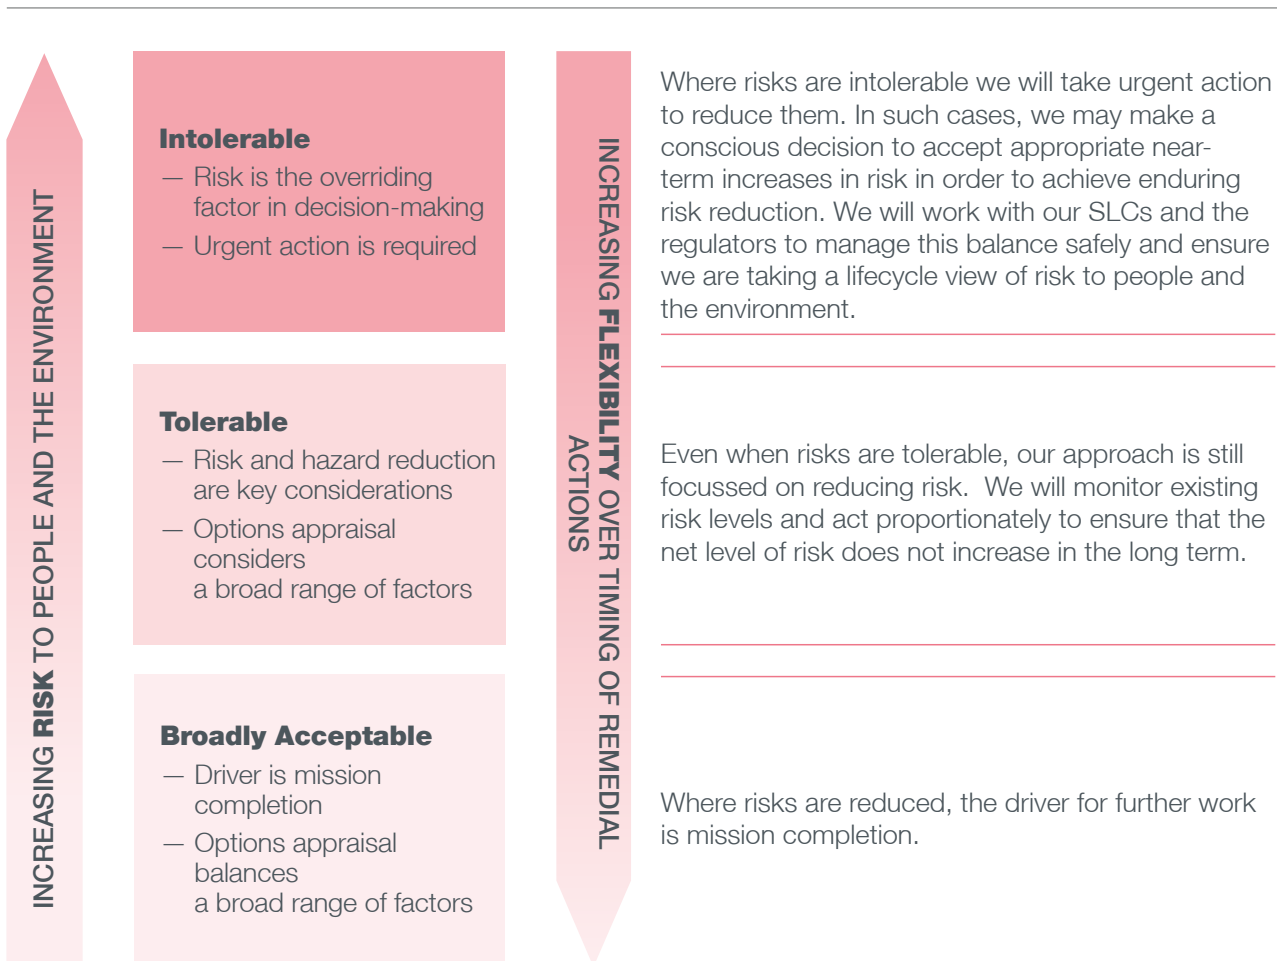 INCREASING RISK TO PEOPLE AND THE ENVIRONMENT
Intolerable
— Risk is the overriding
factor in decision-making
— Urgent action is required
Tolerable
— Risk and hazard reduction
are key considerations
— Options appraisal
considers
a broad range of factors
Broadly Acceptable
— Driver is mission
completion
— Options appraisal
balances
a broad range of factors
INCREASING FLEXIBILITY OVER TIMING OF REMEDIAL
ACTIONS
Where risks are intolerable we will take urgent action
to reduce them. In such cases, we may make a
conscious decision to accept appropriate near-
term increases in risk in order to achieve enduring
risk reduction. We will work with our SLCs and the
regulators to manage this balance safely and ensure
we are taking a lifecycle view of risk to people and
the environment.
Even when risks are tolerable, our approach is still
focussed on reducing risk.  We will monitor existing
risk levels and act proportionately to ensure that the
net level of risk does not increase in the long term.
Where risks are reduced, the driver for further work
is mission completion.